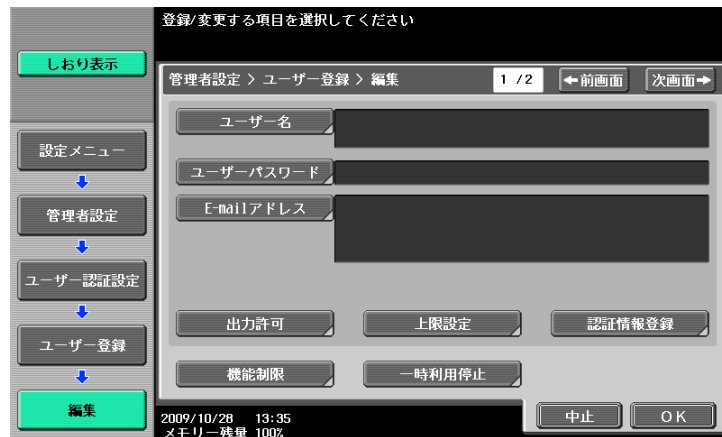 登録/変更する項目を選択してください
しおり表示
管理者設定 > ユーザー登録 > 編集
1 /2
←前画面
次画面→
設定メニュー
管理者設定
ユーザー認証設定
ユーザー登録
編集
ユーザー名
ユーザーパスワード
E-mailアドレス
出力許可
上限設定
認証情報登録
機能制限
一時利用停止
2009/10/28 13:35
メモリー残量 100%
中止
OK